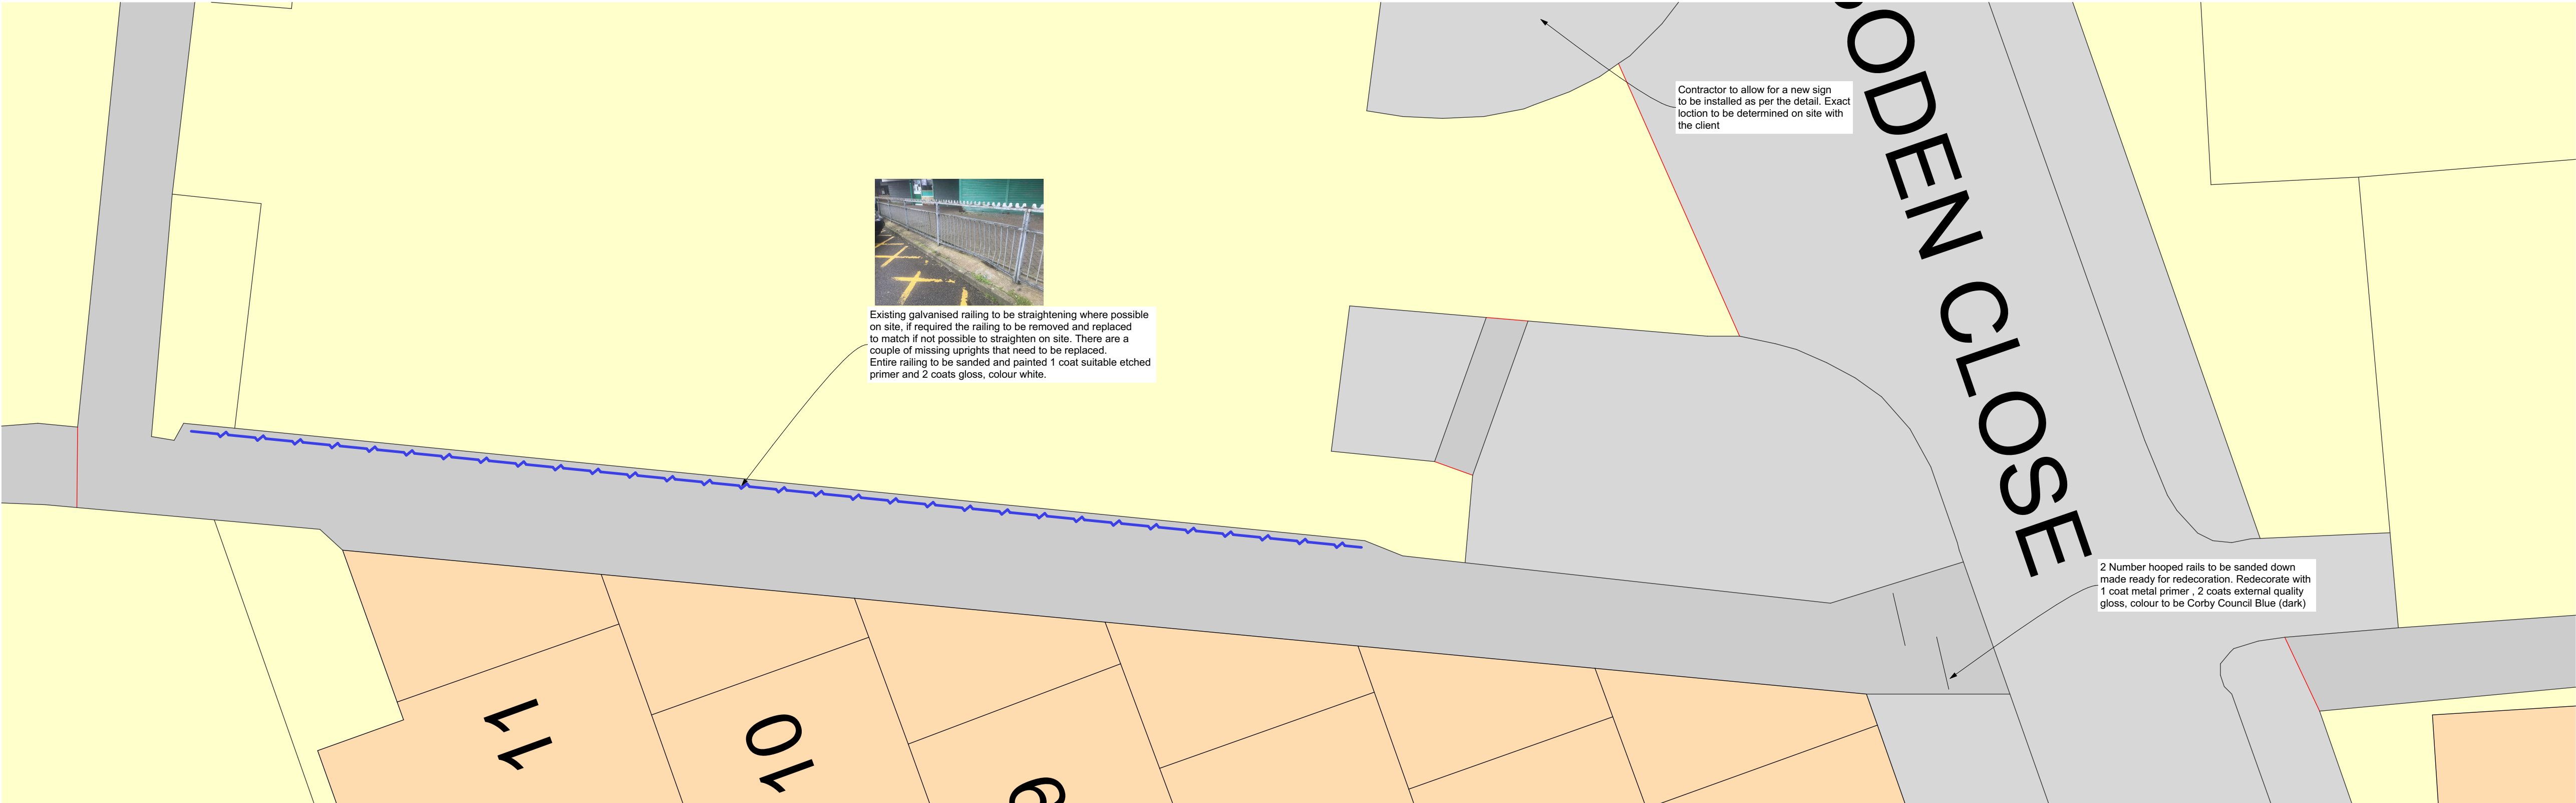 ODEN CLOSE
Contractor to allow for a new sign
to be installed as per the detail. Exact
loction to be determined on site with
the client
Existing galvanised railing to be straightening where possible
on site, if required the railing to be removed and replaced
to match if not possible to straighten on site. There are a
couple of missing uprights that need to be replaced.
Entire railing to be sanded and painted 1 coat suitable etched
primer and 2 coats gloss, colour white.
2 Number hooped rails to be sanded down
made ready for redecoration. Redecorate with
1 coat metal primer , 2 coats external quality
gloss, colour to be Corby Council Blue (dark)
11
10